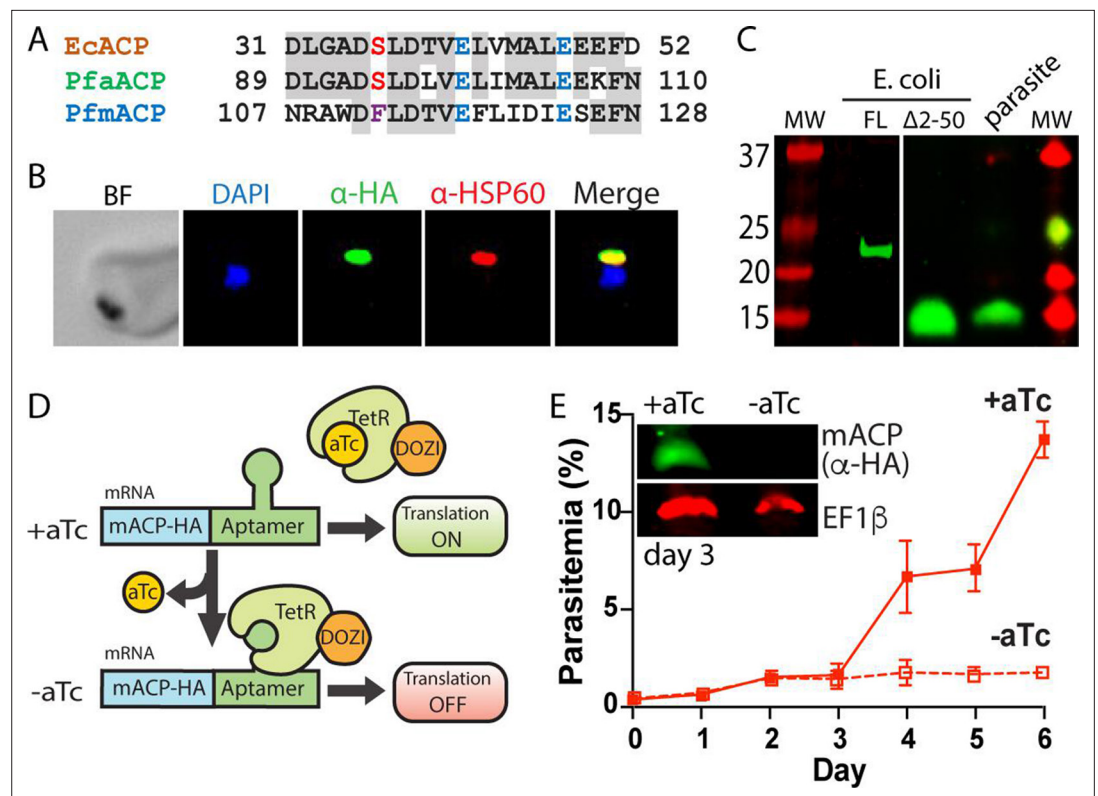 A
EcACP 31 DLGADSLDTVELVMALEEEFD 52
PfaACP 89 DLGADSLDLVELIMALEEKFN 110
PfmACP 107 NRAWDFLDTVEFLIDIESEFN 128
B
BF DAPI α-HA α-HSP60 Merge
C
E. coli
parasite
MW FL Δ2-50 MW
37
25
20
15
D
TetR
aTc
DOZI
mRNA
+aTc
mACP-HA Aptamer
Translation
ON
aTc
TetR
DOZI
mRNA
-aTc
mACP-HA Aptamer
Translation
OFF
E
+aTc -aTc
mACP
(α-HA)
EF1β
day 3
+aTc
-aTc
Parasitemia (%)
15
10
5
0
0 1 2 3 4 5 6
Day